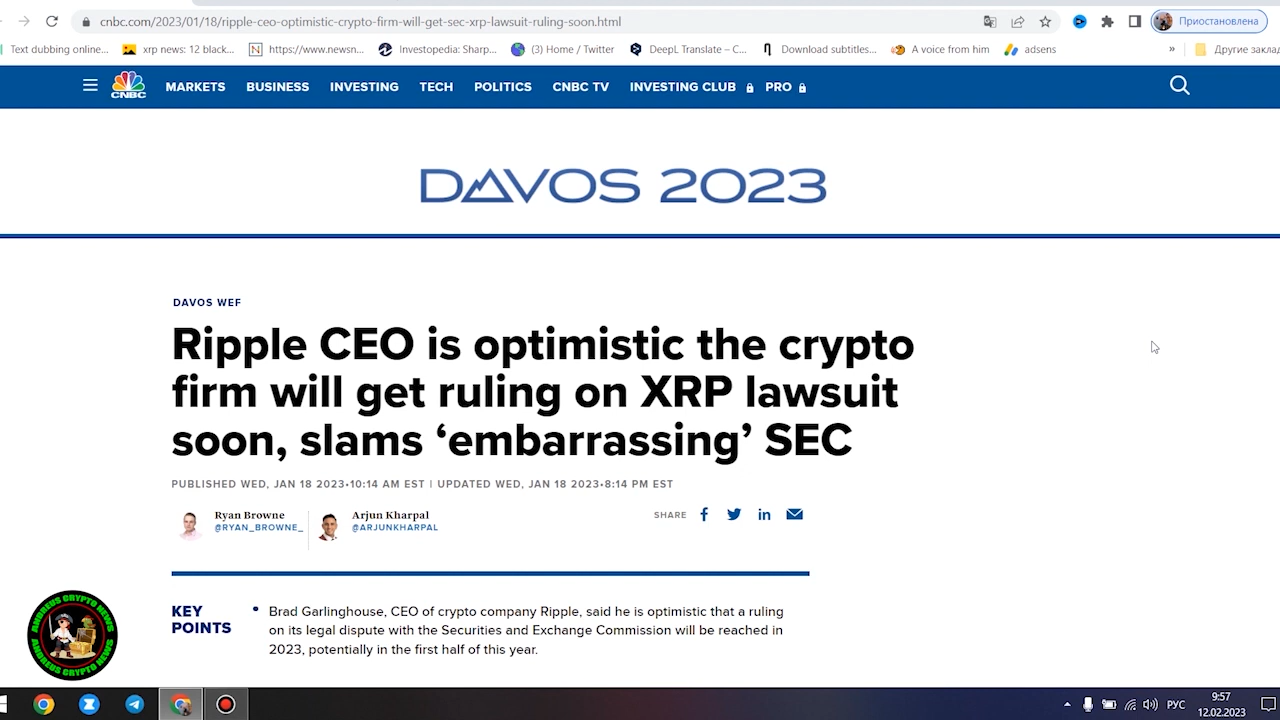 cnbc.com/2023/01/18/ripple-ceo-optimistic-crypto-firm-will-get-sec-xrp-lawsuit-ruling-soon.html
Приостановлена
Text dubbing online...
xrp news: 12 black...
https://www.newsn...
Investopedia: Sharp...
(3) Home / Twitter
DeepL Translate – C...
Download subtitles...
A voice from him
adsens
»
Другие заклад
CNBC
MARKETS
BUSINESS
INVESTING
TECH
POLITICS
CNBC TV
INVESTING CLUB
PRO
DAVOS 2023
DAVOS WEF
Ripple CEO is optimistic the crypto
firm will get ruling on XRP lawsuit
soon, slams ‘embarrassing’ SEC
PUBLISHED WED, JAN 18 2023•10:14 AM EST | UPDATED WED, JAN 18 2023•8:14 PM EST
Ryan Browne
@RYAN_BROWNE_
Arjun Kharpal
@ARJUNKHARPAL
SHARE
KEY
POINTS
• Brad Garlinghouse, CEO of crypto company Ripple, said he is optimistic that a ruling
on its legal dispute with the Securities and Exchange Commission will be reached in
2023, potentially in the first half of this year.
ANDREUS CRYPTO NEWS
ANDREUS CRYPTO NEWS
РУС
9:57
12.02.2023